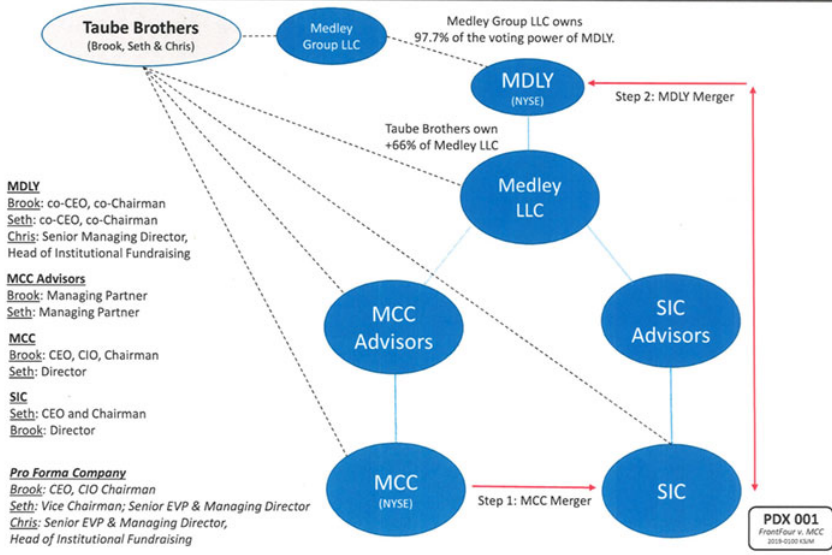 Taube Brothers
(Brook, Seth & Chris)
Medley
Group LLC
Medley Group LLC owns
97.7% of the voting power of MDLY.
MDLY
(NYSE)
Step 2: MDLY Merger
Taube Brothers own
+66% of Medley LLC
Medley
LLC
MDLY
Brook: co-CEO, co-Chairman
Seth: co-CEO, co-Chairman
Chris: Senior Managing Director,
Head of Institutional Fundraising
MCC Advisors
Brook: Managing Partner
Seth: Managing Partner
MCC
Brook: CEO, CIO, Chairman
Seth: Director
SIC
Seth: CEO and Chairman
Brook: Director
Pro Forma Company
Brook: CEO, CIO Chairman
Seth: Vice Chairman; Senior EVP & Managing Director
Chris: Senior EVP & Managing Director,
Head of Institutional Fundraising
MCC
Advisors
SIC
Advisors
MCC
(NYSE)
Step 1: MCC Merger
SIC
PDX 001
FrontFour v. MCC
2019-0100 KSJM